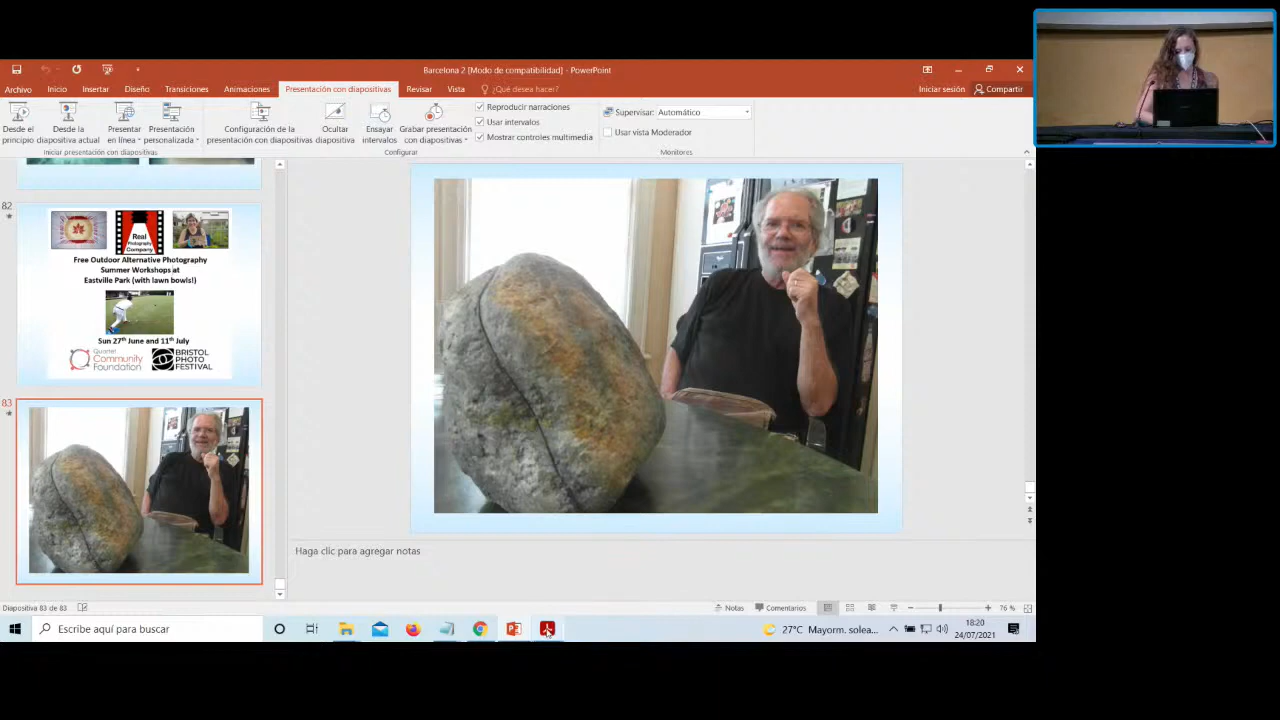 Barcelona 2 [Modo de compatibilidad] - PowerPoint
Archivo Inicio Insertar Diseño Transiciones Animaciones Presentación con diapositivas Revisar Vista ¿Qué desea hacer? Iniciar sesión Compartir
Desde el principio
Desde la diapositiva actual
Presentar en línea
Presentación personalizada
Iniciar presentación con diapositivas
Configuración de la presentación con diapositivas
Ocultar diapositiva
Ensayar intervalos
Grabar presentación con diapositivas
Reproducir narraciones
Usar intervalos
Mostrar controles multimedia
Configurar
Supervisar: Automático
Usar vista Moderador
Monitores
82
Real
Photography
Company
Free Outdoor Alternative Photography
Summer Workshops at
Eastville Park (with lawn bowls!)
Sun 27th June and 11th July
Quartet
Community
Foundation
BRISTOL
PHOTO
FESTIVAL
83
Haga clic para agregar notas
Diapositiva 83 de 83 Notas Comentarios 76 %
Escribe aquí para buscar 27°C Mayorm. solea... 18:20
24/07/2021